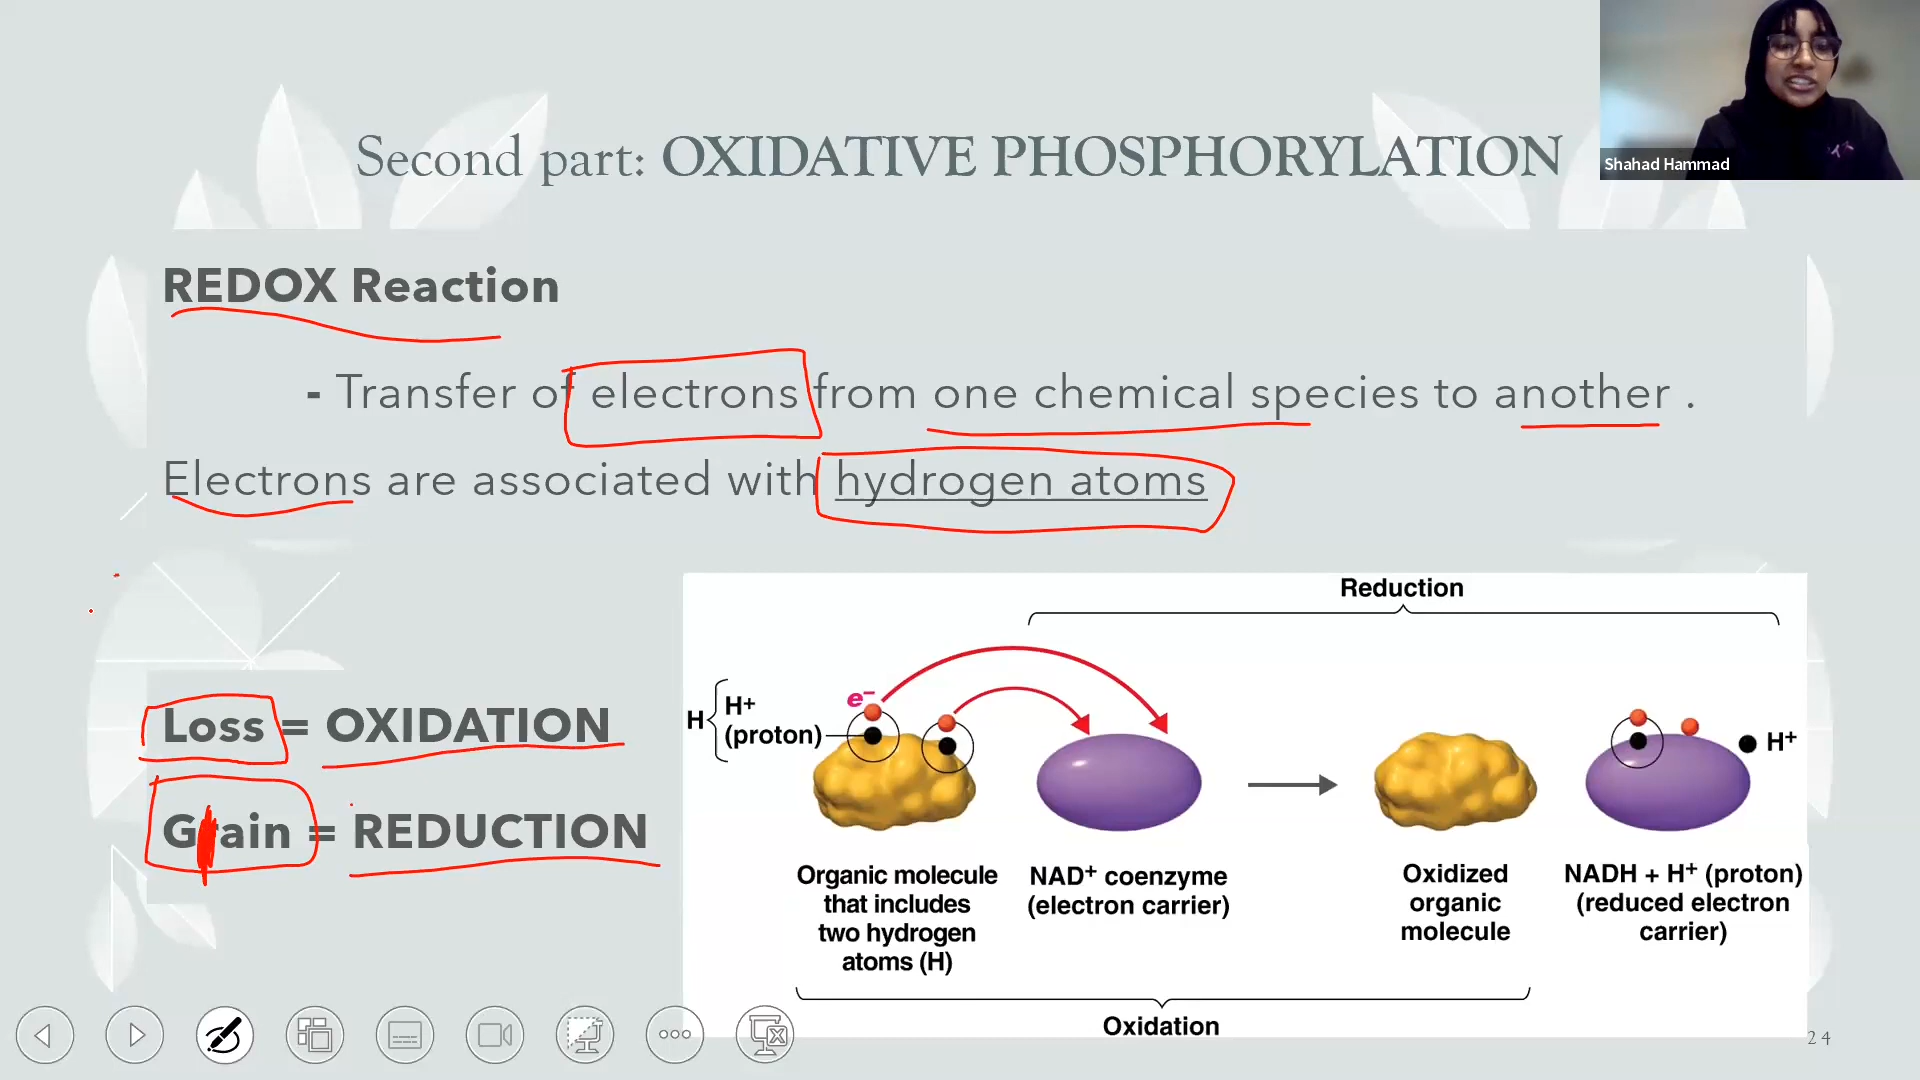 Second part: OXIDATIVE PHOSPHORYLATION
Shahad Hammad
REDOX Reaction
- Transfer of electrons from one chemical species to another .
Electrons are associated with hydrogen atoms
Loss = OXIDATION
Grain = REDUCTION
Reduction
H
H+
(proton)
e−
H+
Organic molecule
that includes
two hydrogen
atoms (H)
NAD+ coenzyme
(electron carrier)
Oxidized
organic
molecule
NADH + H+ (proton)
(reduced electron
carrier)
Oxidation
24